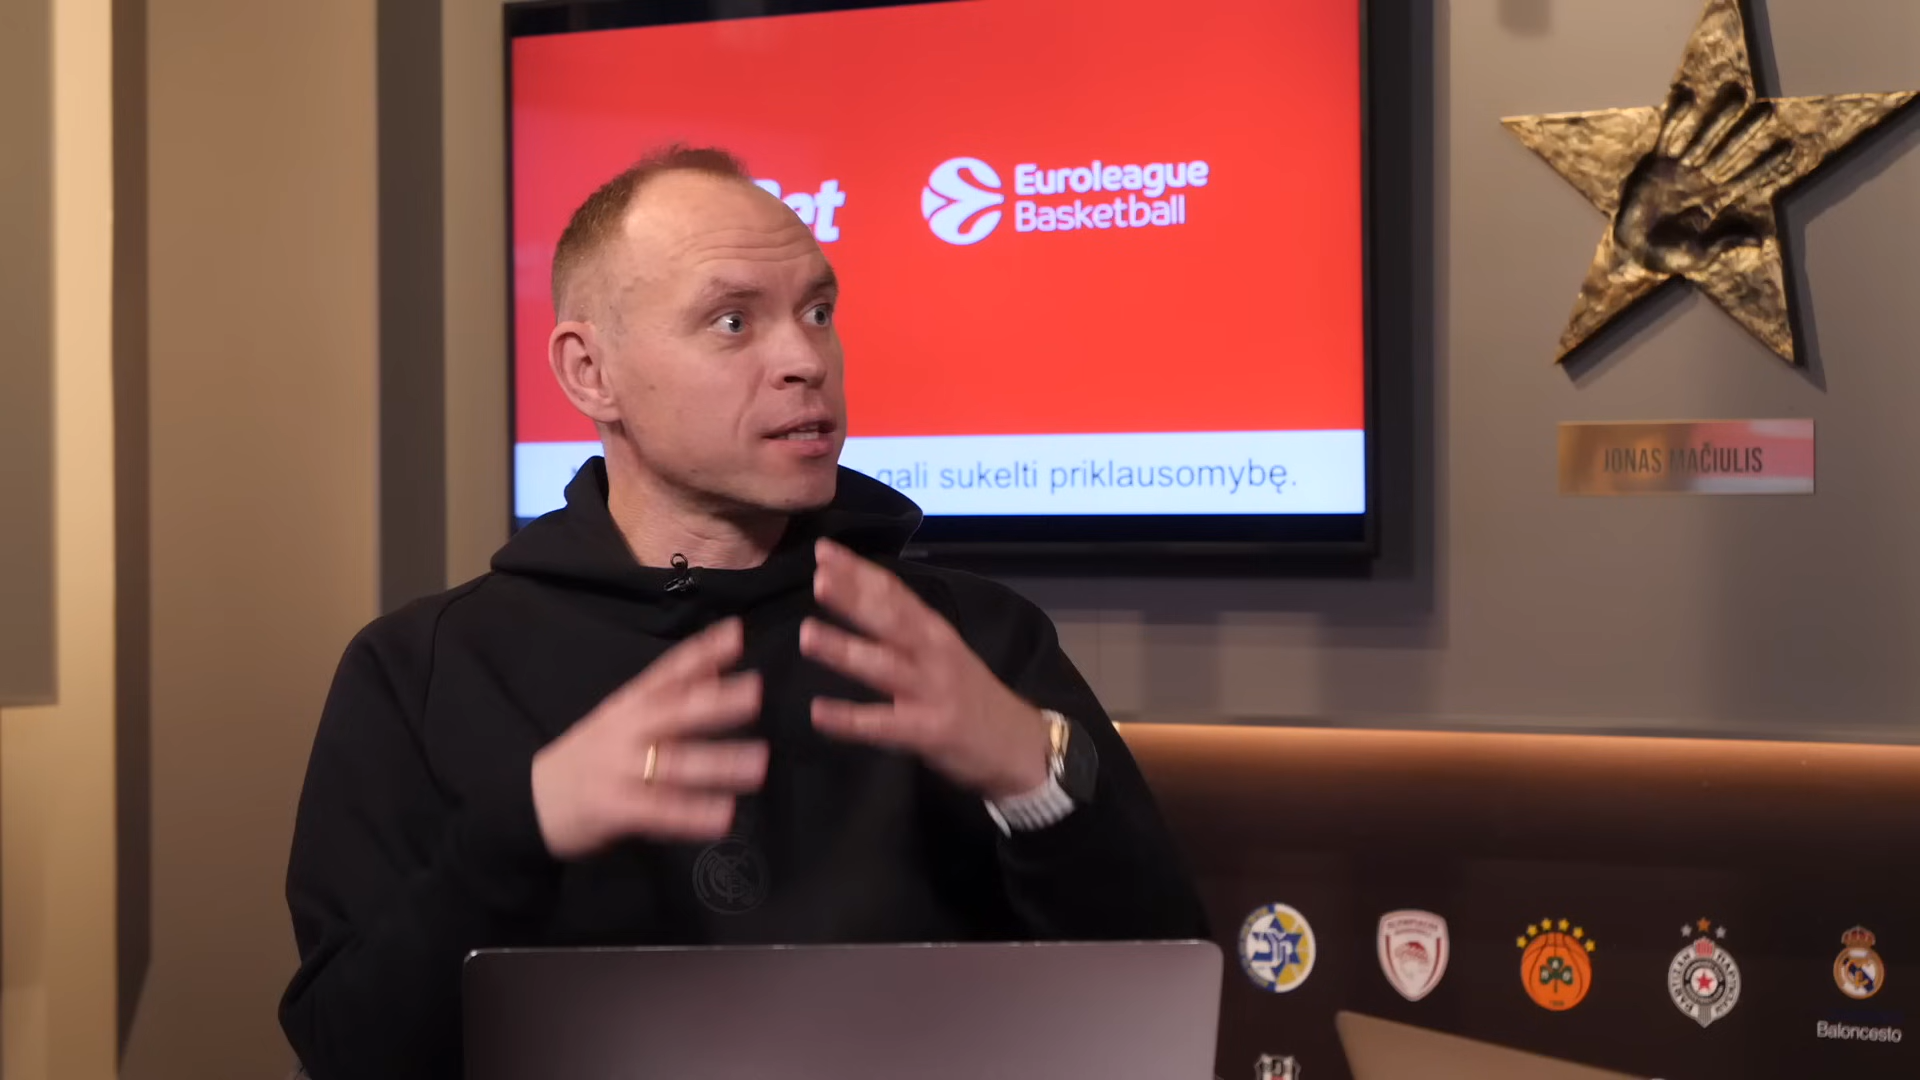 Euroleague
Basketball
gali sukelti priklausomybę.
JONAS MAČIULIS
Baloncesto